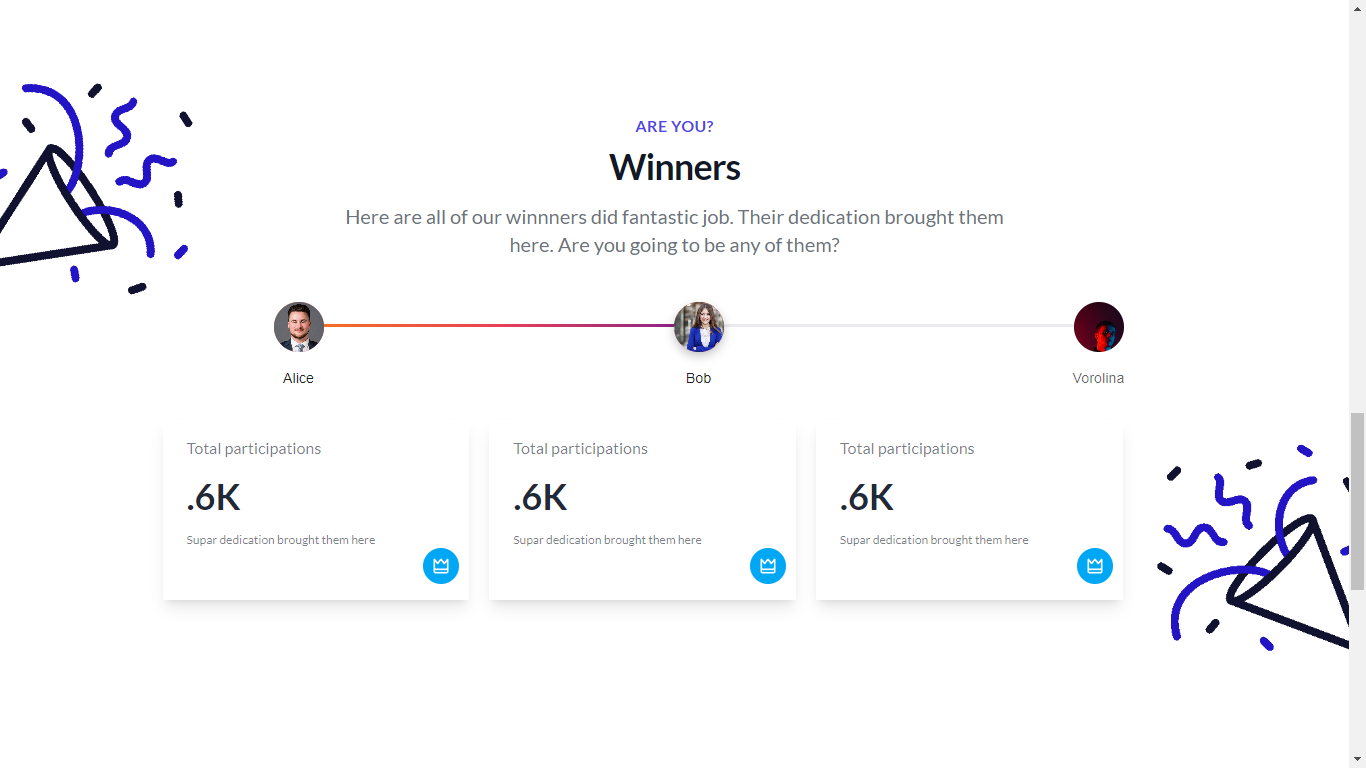 ARE YOU?
Winners
Here are all of our winnners did fantastic job. Their dedication brought them
here. Are you going to be any of them?
Alice
Bob
Vorolina
Total participations
.6K
Supar dedication brought them here
Total participations
.6K
Supar dedication brought them here
Total participations
.6K
Supar dedication brought them here